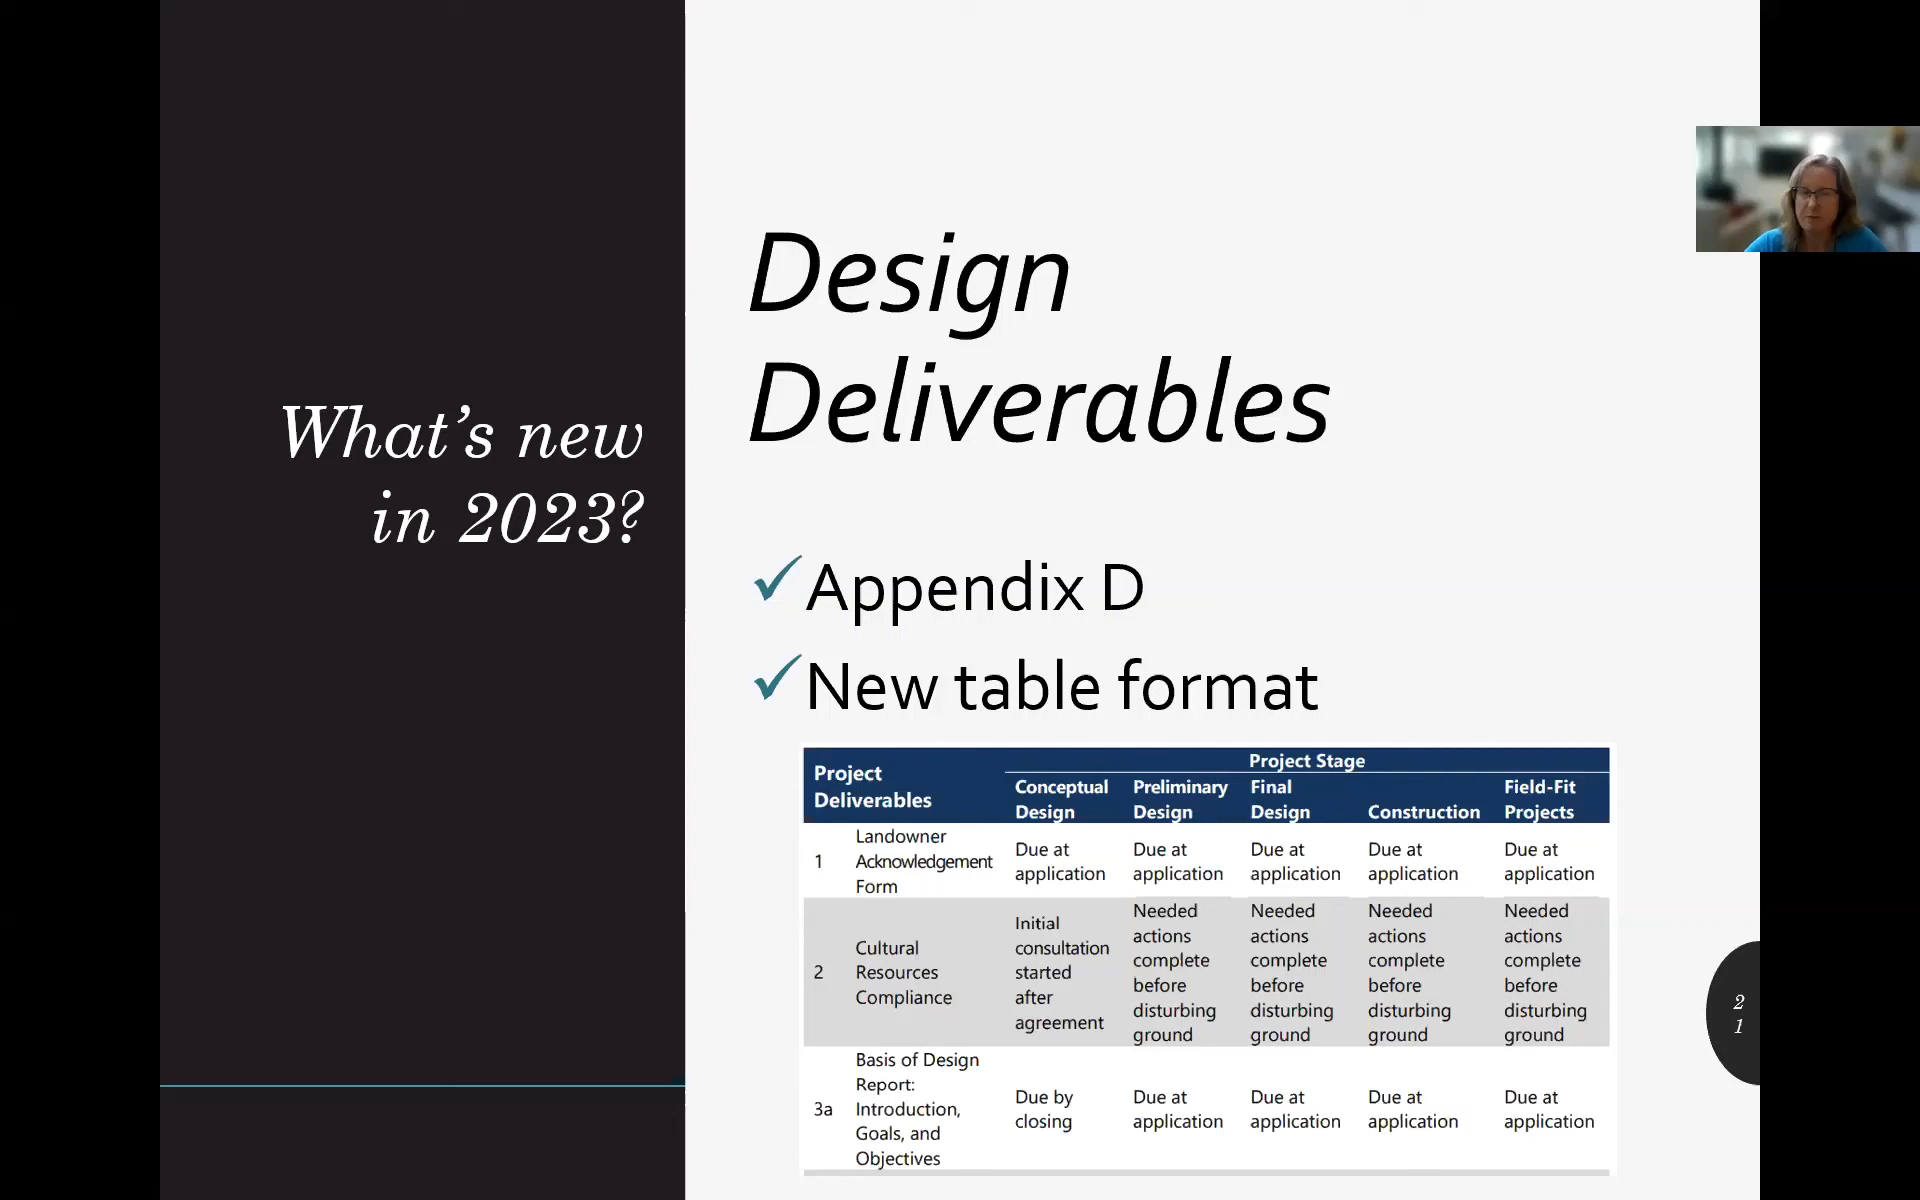 What's new
in 2023?
Design
Deliverables
✓Appendix D
✓New table format
Project Deliverables | Project Stage
Conceptual Design | Preliminary Design | Final Design | Construction | Field-Fit Projects
1 | Landowner Acknowledgement Form | Due at application | Due at application | Due at application | Due at application | Due at application
2 | Cultural Resources Compliance | Initial consultation started after agreement | Needed actions complete before disturbing ground | Needed actions complete before disturbing ground | Needed actions complete before disturbing ground | Needed actions complete before disturbing ground
3a | Basis of Design Report: Introduction, Goals, and Objectives | Due by closing | Due at application | Due at application | Due at application | Due at application
2
1